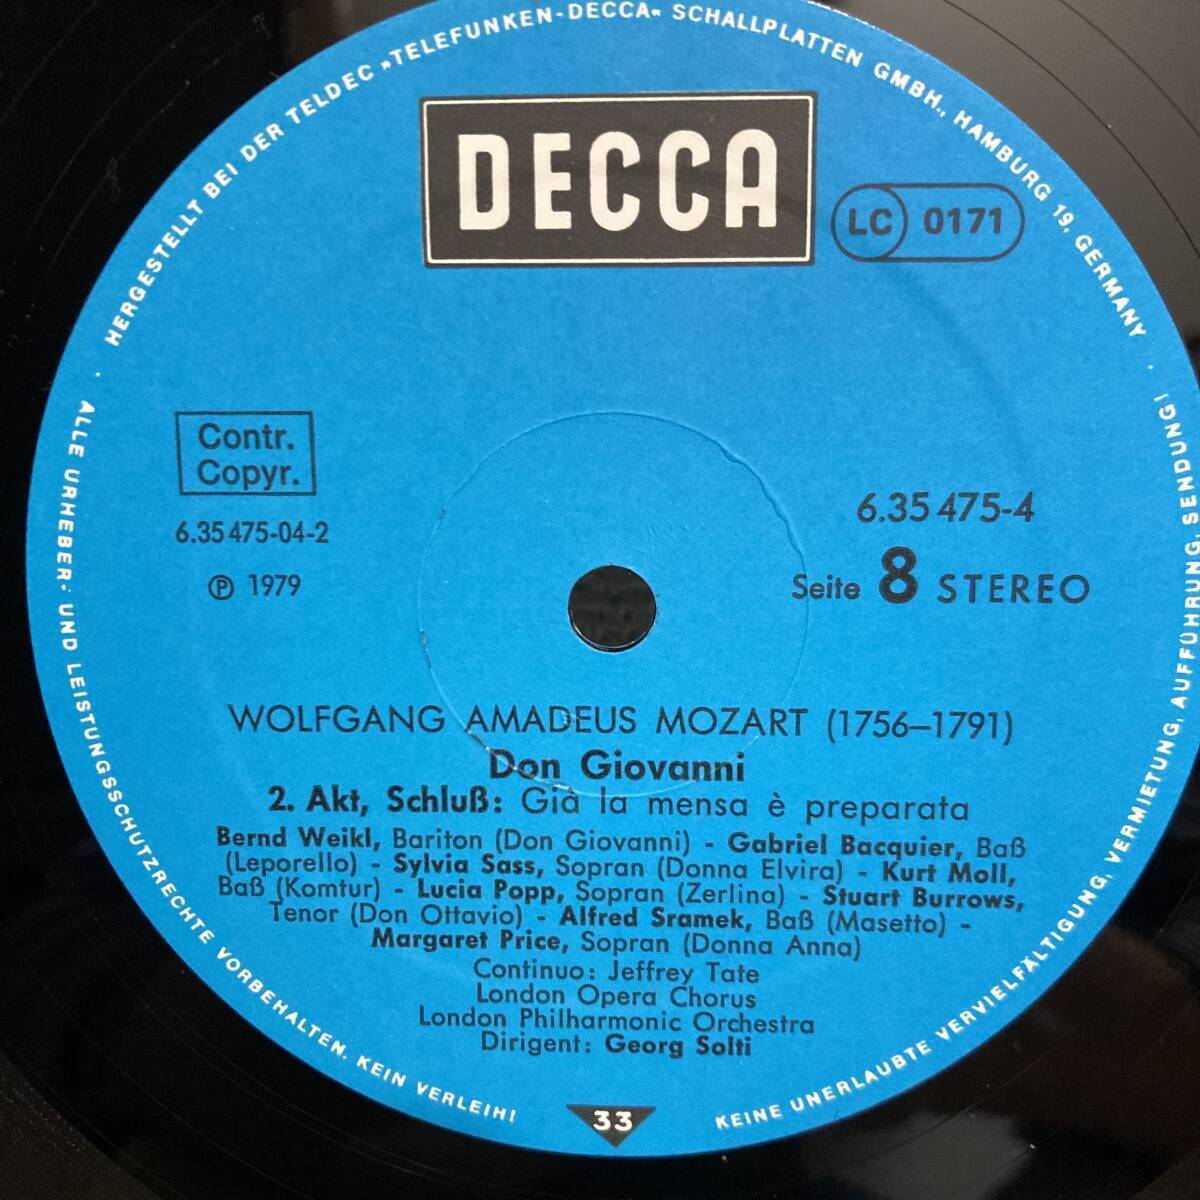 HERGESTELLT BEI DER TELDEC »TELEFUNKEN-DECCA« SCHALLPLATTEN GMBH., HAMBURG 19, GERMANY
DECCA
LC 0171
Contr.
Copyr.
6.35 475-04-2
℗ 1979
6.35 475-4
Seite 8 STEREO
WOLFGANG AMADEUS MOZART (1756–1791)
Don Giovanni
2. Akt, Schluß: Già la mensa è preparata
Bernd Weikl, Bariton (Don Giovanni) - Gabriel Bacquier, Baß
(Leporello) - Sylvia Sass, Sopran (Donna Elvira) - Kurt Moll,
Baß (Komtur) - Lucia Popp, Sopran (Zerlina) - Stuart Burrows,
Tenor (Don Ottavio) - Alfred Sramek, Baß (Masetto) -
Margaret Price, Sopran (Donna Anna)
Continuo: Jeffrey Tate
London Opera Chorus
London Philharmonic Orchestra
Dirigent: Georg Solti
33
ALLE URHEBER- UND LEISTUNGSSCHUTZRECHTE VORBEHALTEN. KEIN VERLEIH!
KEINE UNERLAUBTE VERVIELFÄLTIGUNG, VERMIETUNG, AUFFÜHRUNG, SENDUNG!